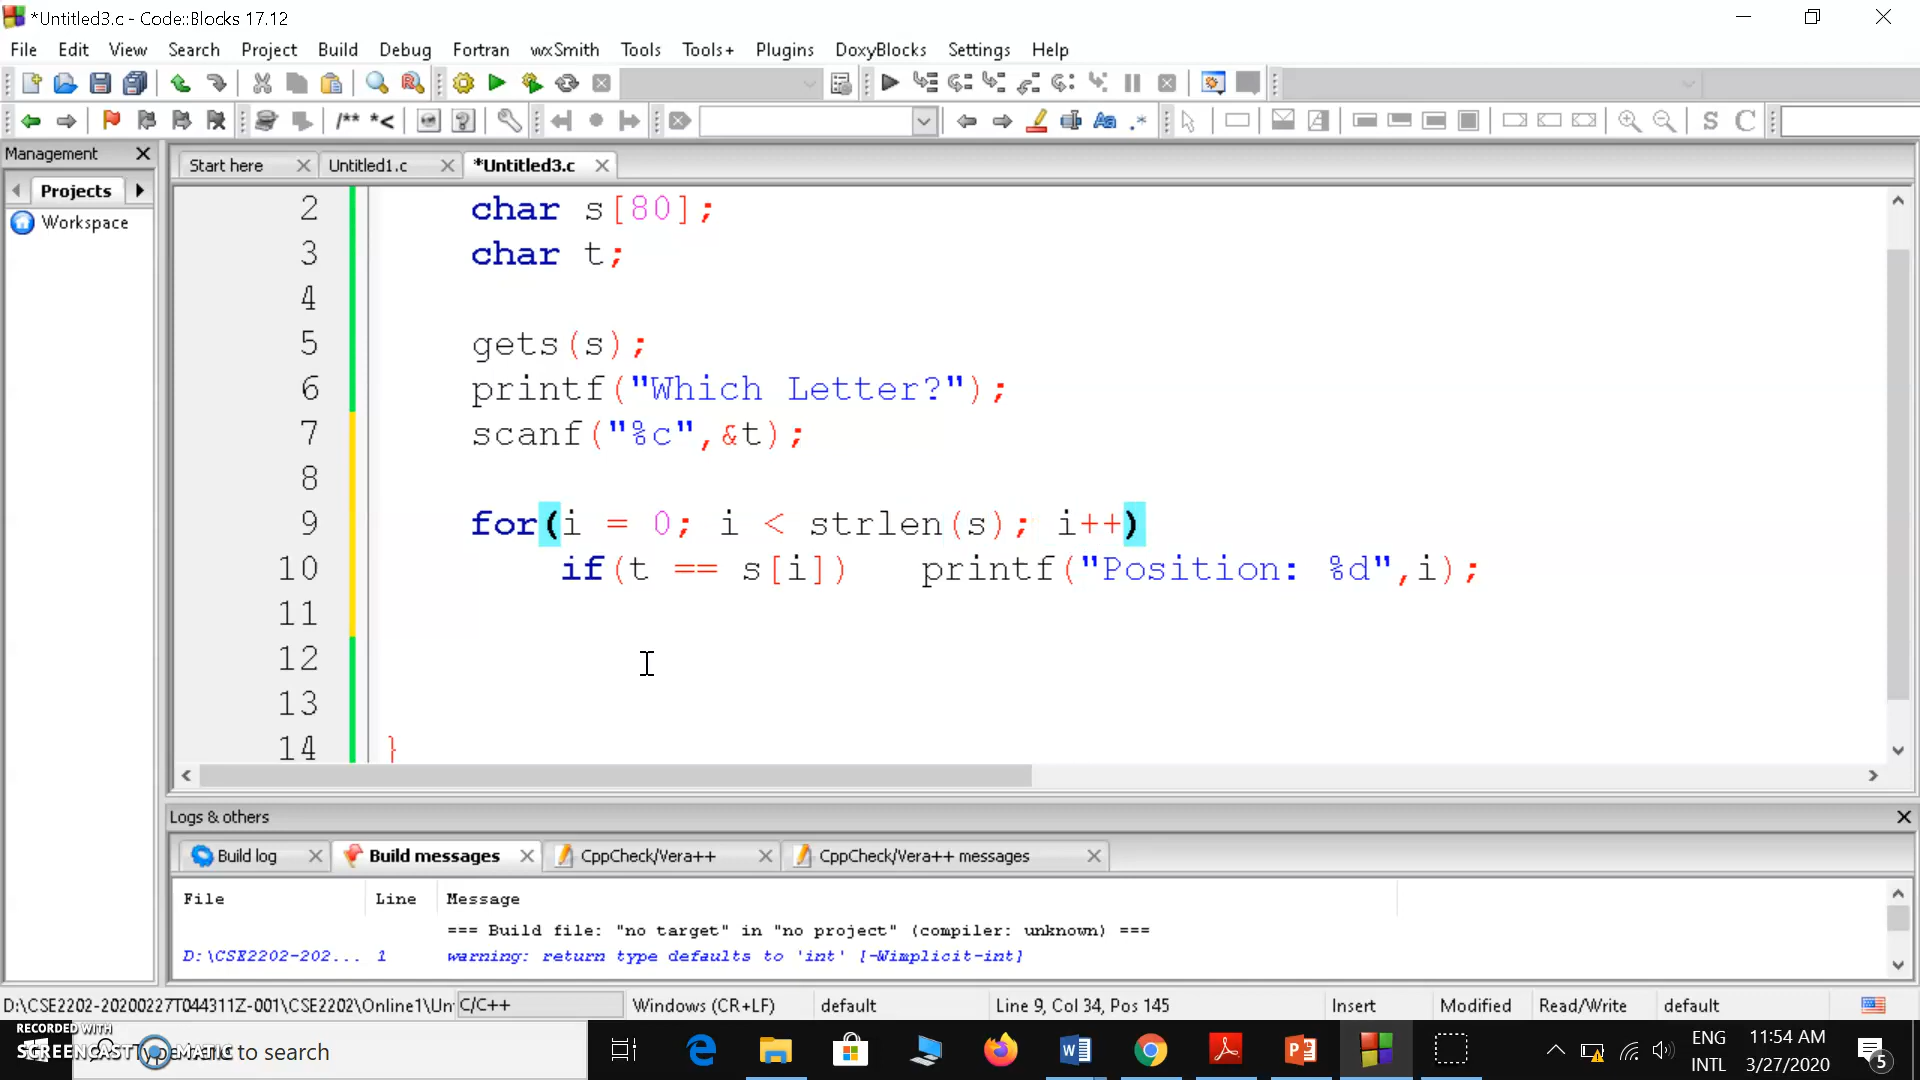 *Untitled3.c - Code::Blocks 17.12
File Edit View Search Project Build Debug Fortran wxSmith Tools Tools+ Plugins DoxyBlocks Settings Help
/** *<
S C
Management
Start here Untitled1.c *Untitled3.c
Projects
Workspace
2 char s[80];
3 char t;
4
5 gets(s);
6 printf("Which Letter?");
7 scanf("%c",&t);
8
9 for(i = 0; i < strlen(s); i++)
10 if(t == s[i]) printf("Position: %d",i);
11
12
13
14 }
Logs & others
Build log Build messages CppCheck/Vera++ CppCheck/Vera++ messages
File Line Message
=== Build file: "no target" in "no project" (compiler: unknown) ===
D:\CSE2202-202... 1 warning: return type defaults to 'int' [-Wimplicit-int]
D:\CSE2202-20200227T044311Z-001\CSE2202\Online1\Un C/C++ Windows (CR+LF) default Line 9, Col 34, Pos 145 Insert Modified Read/Write default
RECORDED WITH
SCREENCAST MATIC
to search
ENG 11:54 AM
INTL 3/27/2020 5